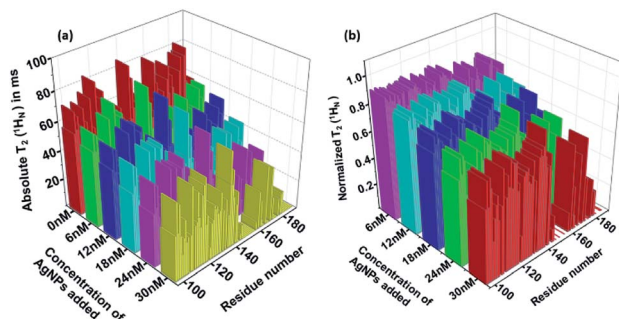 (a)
Absolute T₂ (¹Hɴ) in ms
100
80
60
40
20
0nM
6nM
12nM
18nM
24nM
30nM
Concentration of
AgNPs added
100
120
140
160
180
Residue number
(b)
Normalized T₂ (¹Hɴ)
1.0
0.8
0.6
0.4
0.2
6nM
12nM
18nM
24nM
30nM
Concentration of
AgNPs added
100
120
140
160
180
Residue number